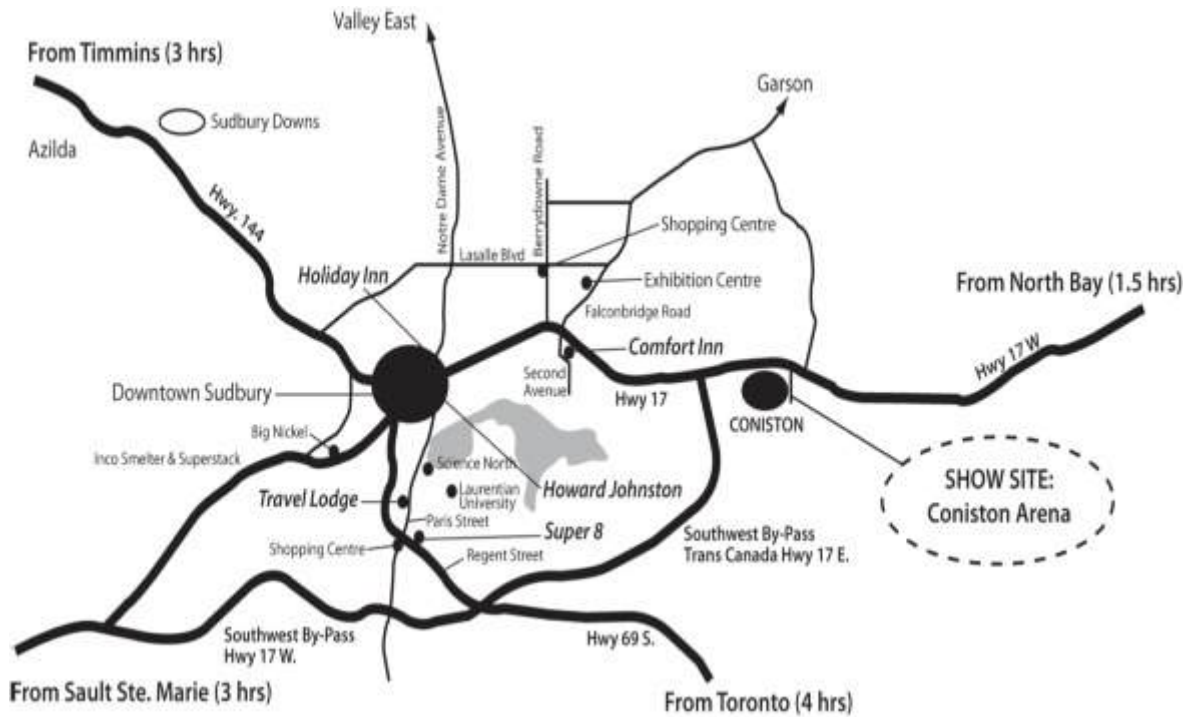 Valley East
From Timmins (3 hrs)
Garson
Sudbury Downs
Azilda
Hwy. 144
Notre Dame Avenue
Berrydowne Road
Shopping Centre
Lasalle Blvd
Holiday Inn
Exhibition Centre
From North Bay (1.5 hrs)
Falconbridge Road
Comfort Inn
Hwy 17 W
Second
Avenue
Hwy 17
Downtown Sudbury
CONISTON
Big Nickel
Inco Smelter & Superstack
Science North
SHOW SITE:
Coniston Arena
Travel Lodge
Laurentian
University
Howard Johnston
Paris Street
Super 8
Southwest By-Pass
Trans Canada Hwy 17 E.
Shopping Centre
Regent Street
Southwest By-Pass
Hwy 17 W.
Hwy 69 S.
From Sault Ste. Marie (3 hrs)
From Toronto (4 hrs)